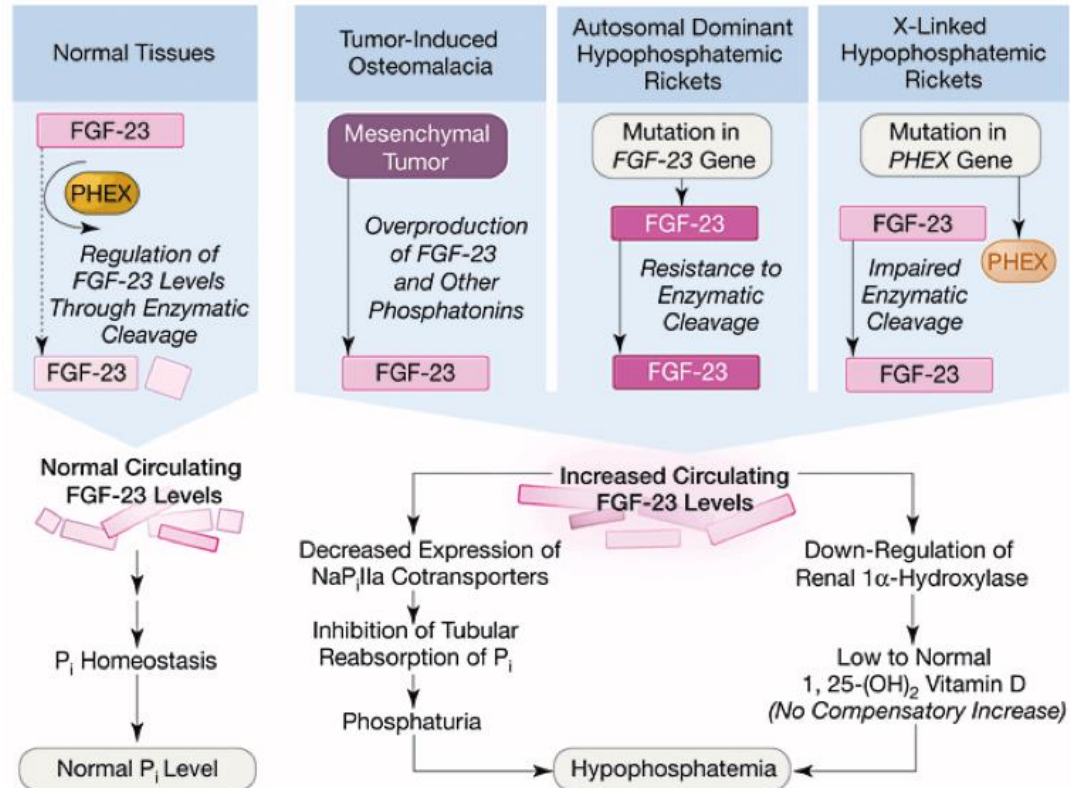 Normal Tissues
FGF-23
PHEX
Regulation of
FGF-23 Levels
Through Enzymatic
Cleavage
FGF-23
Normal Circulating
FGF-23 Levels
P_i Homeostasis
Normal P_i Level
Tumor-Induced
Osteomalacia
Mesenchymal
Tumor
Overproduction
of FGF-23
and Other
Phosphatonins
FGF-23
Autosomal Dominant
Hypophosphatemic
Rickets
Mutation in
FGF-23 Gene
FGF-23
Resistance to
Enzymatic
Cleavage
FGF-23
X-Linked
Hypophosphatemic
Rickets
Mutation in
PHEX Gene
FGF-23
PHEX
Impaired
Enzymatic
Cleavage
FGF-23
Increased Circulating
FGF-23 Levels
Decreased Expression of
NaP_iIIa Cotransporters
Inhibition of Tubular
Reabsorption of P_i
Phosphaturia
Down-Regulation of
Renal 1α-Hydroxylase
Low to Normal
1, 25-(OH)₂ Vitamin D
(No Compensatory Increase)
Hypophosphatemia